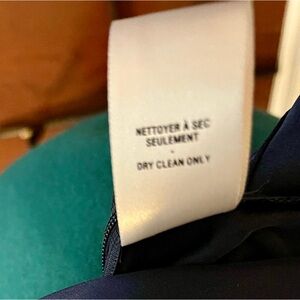 NETTOYER À SEC
SEULEMENT
-
DRY CLEAN ONLY